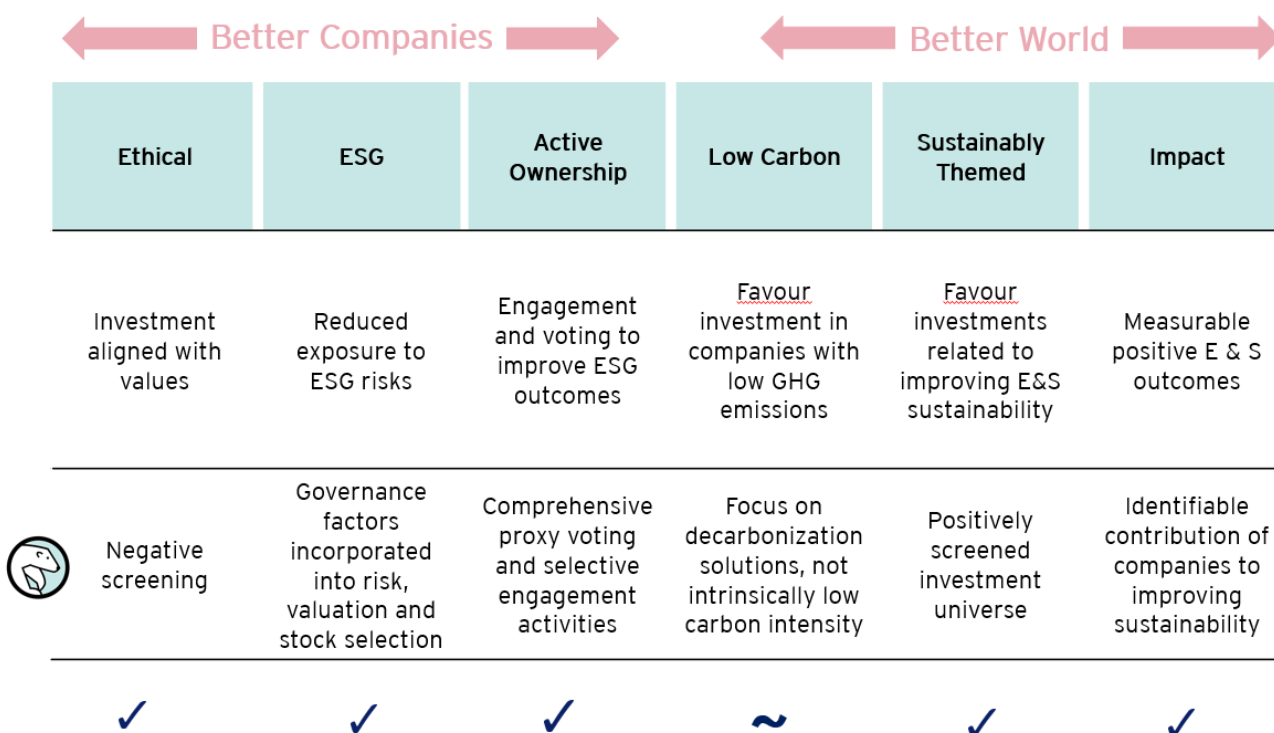 Better Companies
Better World
Ethical
ESG
Active
Ownership
Low Carbon
Sustainably
Themed
Impact
Investment
aligned with
values
Reduced
exposure to
ESG risks
Engagement
and voting to
improve ESG
outcomes
Favour
investment in
companies with
low GHG
emissions
Favour
investments
related to
improving E&S
sustainability
Measurable
positive E & S
outcomes
Negative
screening
Governance
factors
incorporated
into risk,
valuation and
stock selection
Comprehensive
proxy voting
and selective
engagement
activities
Focus on
decarbonization
solutions, not
intrinsically low
carbon intensity
Positively
screened
investment
universe
Identifiable
contribution of
companies to
improving
sustainability
✓ ✓ ✓ ~ ✓ ✓